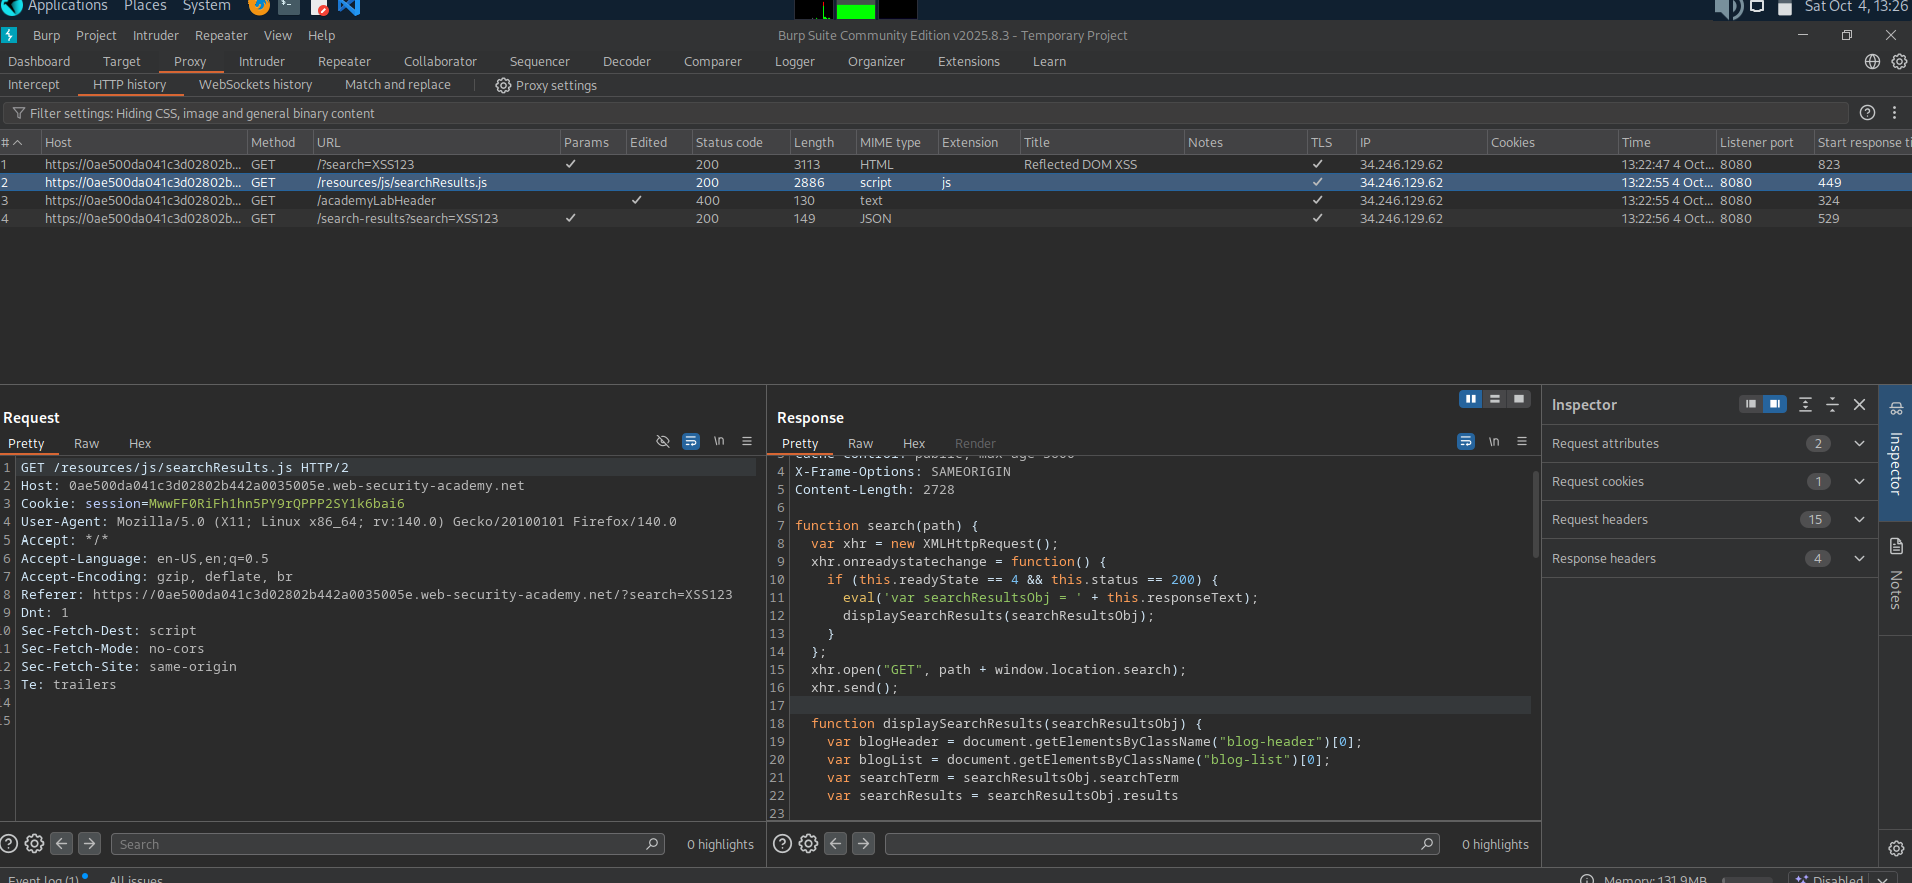 Applications Places System Sat Oct 4, 13:26
Burp Project Intruder Repeater View Help Burp Suite Community Edition v2025.8.3 - Temporary Project
Dashboard Target Proxy Intruder Repeater Collaborator Sequencer Decoder Comparer Logger Organizer Extensions Learn
Intercept HTTP history WebSockets history Match and replace Proxy settings
Filter settings: Hiding CSS, image and general binary content
# Host Method URL Params Edited Status code Length MIME type Extension Title Notes TLS IP Cookies Time Listener port Start response ti
1 https://0ae500da041c3d02802b... GET /?search=XSS123 ✓ 200 3113 HTML Reflected DOM XSS ✓ 34.246.129.62 13:22:47 4 Oct... 8080 823
2 https://0ae500da041c3d02802b... GET /resources/js/searchResults.js 200 2886 script js ✓ 34.246.129.62 13:22:55 4 Oct... 8080 449
3 https://0ae500da041c3d02802b... GET /academyLabHeader ✓ 400 130 text ✓ 34.246.129.62 13:22:55 4 Oct... 8080 324
4 https://0ae500da041c3d02802b... GET /search-results?search=XSS123 ✓ 200 149 JSON ✓ 34.246.129.62 13:22:56 4 Oct... 8080 529
Request
Pretty Raw Hex \n
1 GET /resources/js/searchResults.js HTTP/2
2 Host: 0ae500da041c3d02802b442a0035005e.web-security-academy.net
3 Cookie: session=MwwFF0RiFh1hn5PY9rQPPP2SY1k6bai6
4 User-Agent: Mozilla/5.0 (X11; Linux x86_64; rv:140.0) Gecko/20100101 Firefox/140.0
5 Accept: */*
6 Accept-Language: en-US,en;q=0.5
7 Accept-Encoding: gzip, deflate, br
8 Referer: https://0ae500da041c3d02802b442a0035005e.web-security-academy.net/?search=XSS123
9 Dnt: 1
10 Sec-Fetch-Dest: script
11 Sec-Fetch-Mode: no-cors
12 Sec-Fetch-Site: same-origin
13 Te: trailers
14
15
Search 0 highlights
Response
Pretty Raw Hex Render \n
3 Cache-Control: public, max-age=3600
4 X-Frame-Options: SAMEORIGIN
5 Content-Length: 2728
6
7 function search(path) {
8 var xhr = new XMLHttpRequest();
9 xhr.onreadystatechange = function() {
10 if (this.readyState == 4 && this.status == 200) {
11 eval('var searchResultsObj = ' + this.responseText);
12 displaySearchResults(searchResultsObj);
13 }
14 };
15 xhr.open("GET", path + window.location.search);
16 xhr.send();
17
18 function displaySearchResults(searchResultsObj) {
19 var blogHeader = document.getElementsByClassName("blog-header")[0];
20 var blogList = document.getElementsByClassName("blog-list")[0];
21 var searchTerm = searchResultsObj.searchTerm
22 var searchResults = searchResultsObj.results
23
0 highlights
Inspector
Request attributes 2
Request cookies 1
Request headers 15
Response headers 4
Inspector
Notes
Event log (1) All issues Memory: 131.9MB Disabled